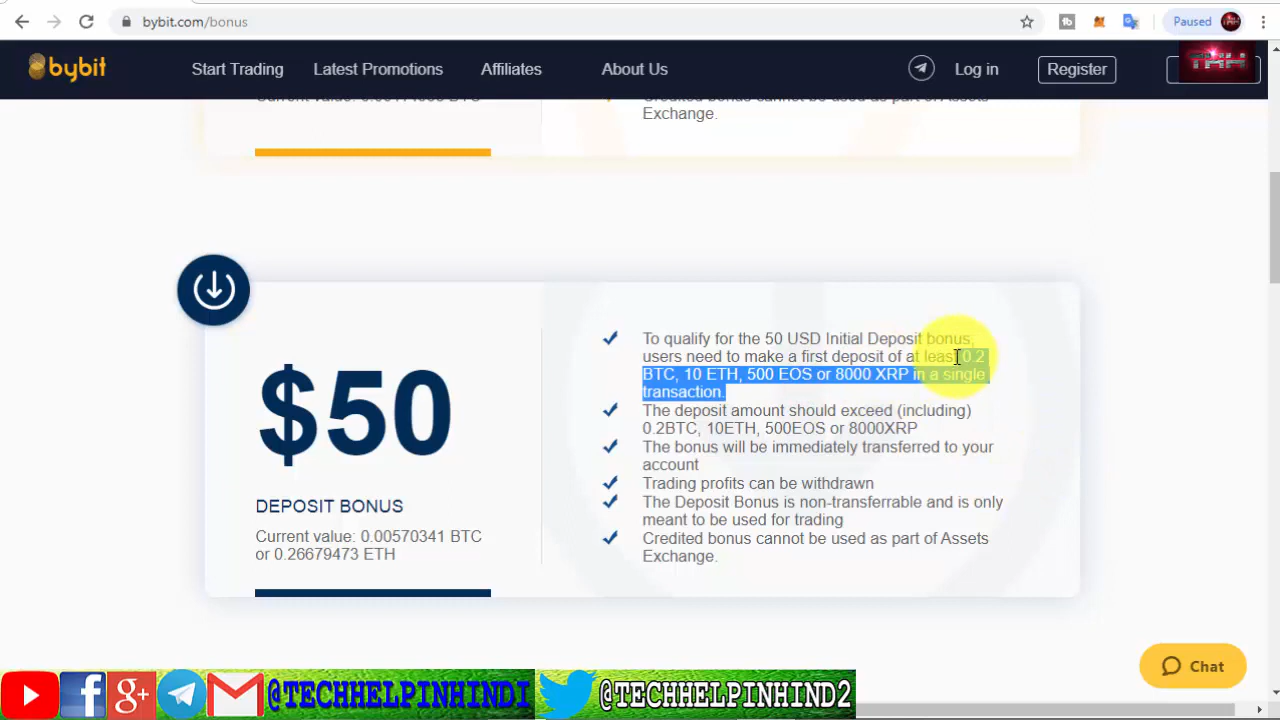 bybit.com/bonus
Paused
bybit
Start Trading
Latest Promotions
Affiliates
About Us
Log in
Register
TKH
Exchange.
To qualify for the 50 USD Initial Deposit bonus,
users need to make a first deposit of at least 0.2
BTC, 10 ETH, 500 EOS or 8000 XRP in a single
transaction.
The deposit amount should exceed (including)
0.2BTC, 10ETH, 500EOS or 8000XRP
The bonus will be immediately transferred to your
account
Trading profits can be withdrawn
The Deposit Bonus is non-transferrable and is only
meant to be used for trading
Credited bonus cannot be used as part of Assets
Exchange.
$50
DEPOSIT BONUS
Current value: 0.00570341 BTC
or 0.26679473 ETH
Chat
@TECHHELPINHINDI
@TECHHELPINHIND2